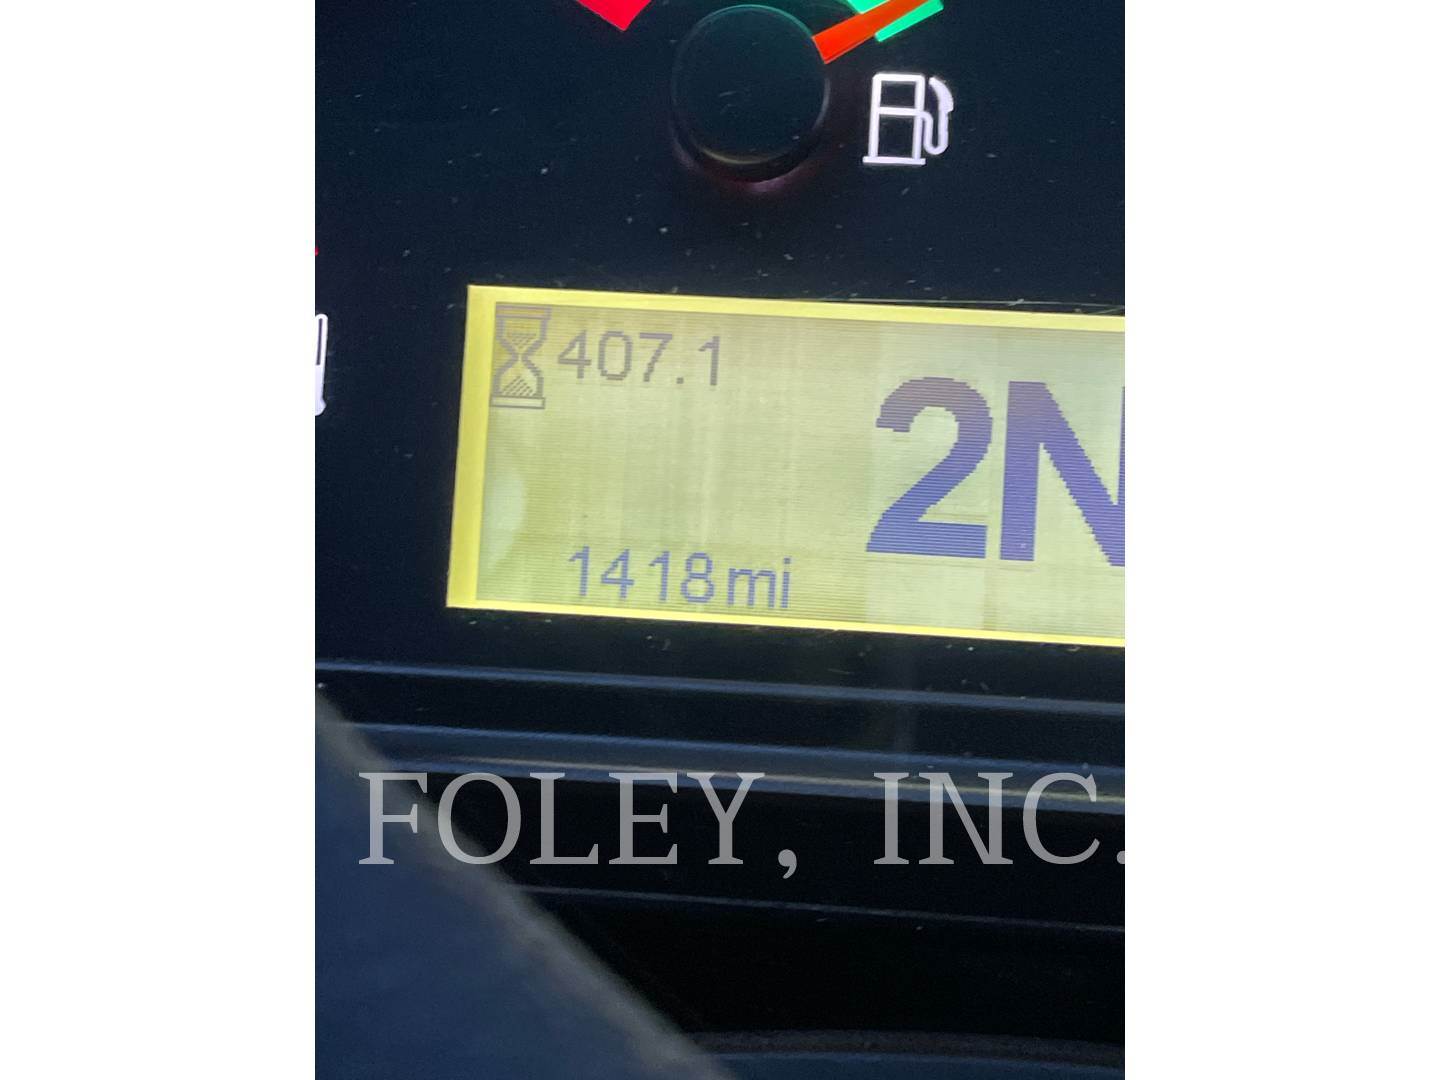 407.1
2N
1418mi
FOLEY, INC.